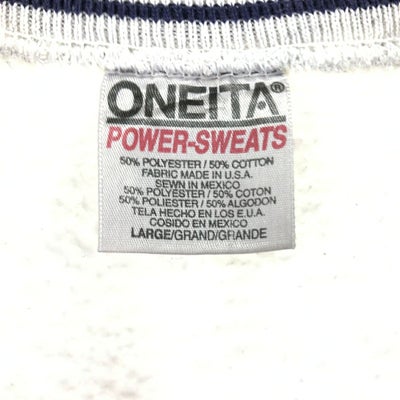 ONEITA®
POWER-SWEATS
50% POLYESTER / 50% COTTON
FABRIC MADE IN U.S.A.
SEWN IN MEXICO
50% POLYESTER / 50% COTON
50% POLIESTER / 50% ALGODON
TELA HECHO EN LOS E.U.A.
COSIDO EN MEXICO
LARGE/GRAND/GRANDE